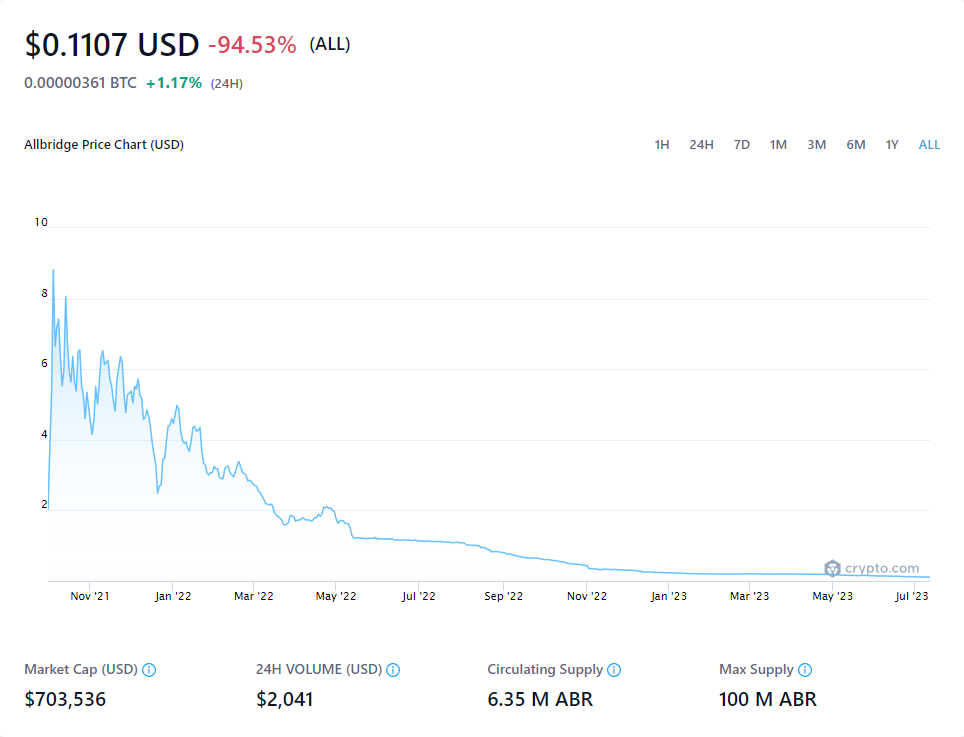 $0.1107 USD -94.53% (ALL)
0.00000361 BTC +1.17% (24H)
Allbridge Price Chart (USD) 1H 24H 7D 1M 3M 6M 1Y ALL
10
8
6
4
2
crypto.com
Nov '21 Jan '22 Mar '22 May '22 Jul '22 Sep '22 Nov '22 Jan '23 Mar '23 May '23 Jul '23
Market Cap (USD) 24H VOLUME (USD) Circulating Supply Max Supply
$703,536 $2,041 6.35 M ABR 100 M ABR